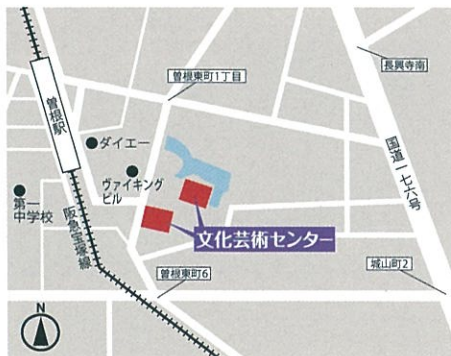 長興寺南
曽根東町1丁目
曽根駅
ダイエー
ヴァイキング
ビル
国道一七六号
第一
中学校
阪急宝塚線
文化芸術センター
曽根東町6
城山町2
N